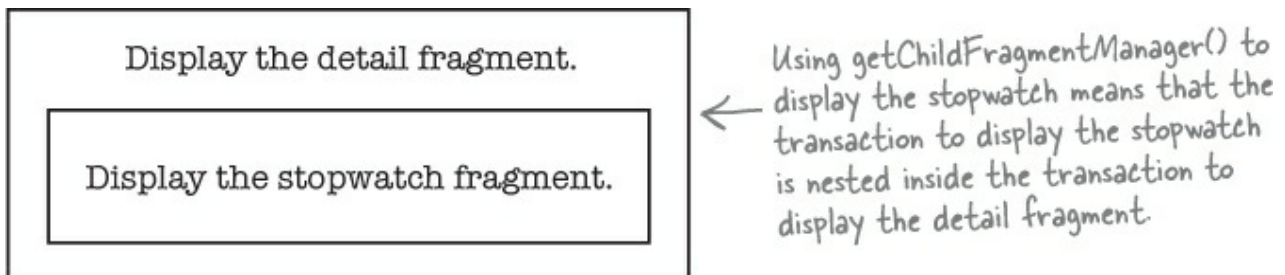 Display the detail fragment.
Display the stopwatch fragment.
Using getChildFragmentManager() to
display the stopwatch means that the
transaction to display the stopwatch
is nested inside the transaction to
display the detail fragment.